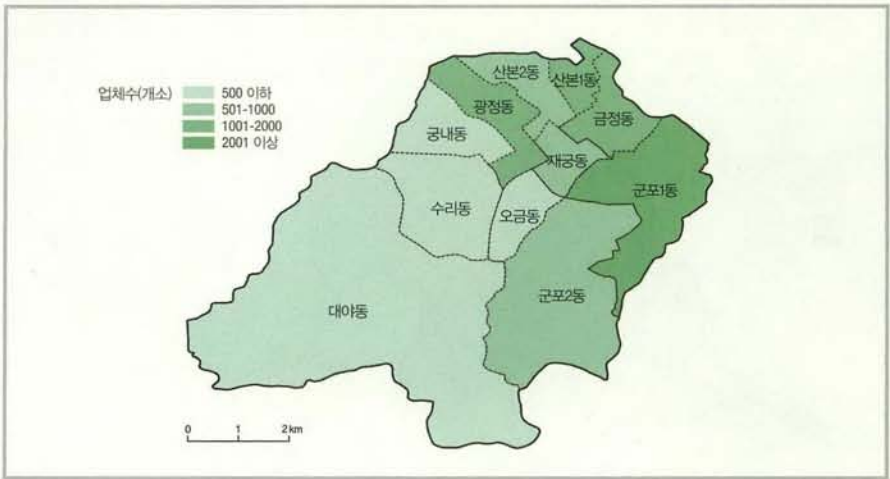 업체수(개소)
500 이하
501-1000
1001-2000
2001 이상
산본2동
산본1동
광정동
금정동
궁내동
재궁동
군포1동
수리동
오금동
군포2동
대야동
0 1 2km